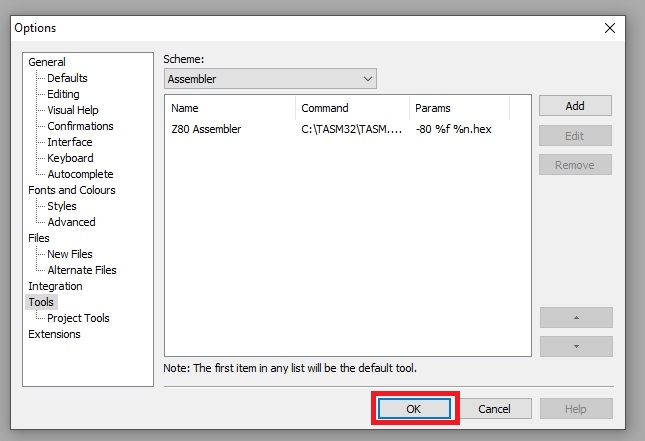 Options
General
Defaults
Editing
Visual Help
Confirmations
Interface
Keyboard
Autocomplete
Fonts and Colours
Styles
Advanced
Files
New Files
Alternate Files
Integration
Tools
Project Tools
Extensions
Scheme:
Assembler
Name Command Params
Z80 Assembler C:\TASM32\TASM.... -80 %f %n.hex
Add
Edit
Remove
Note: The first item in any list will be the default tool.
OK
Cancel
Help